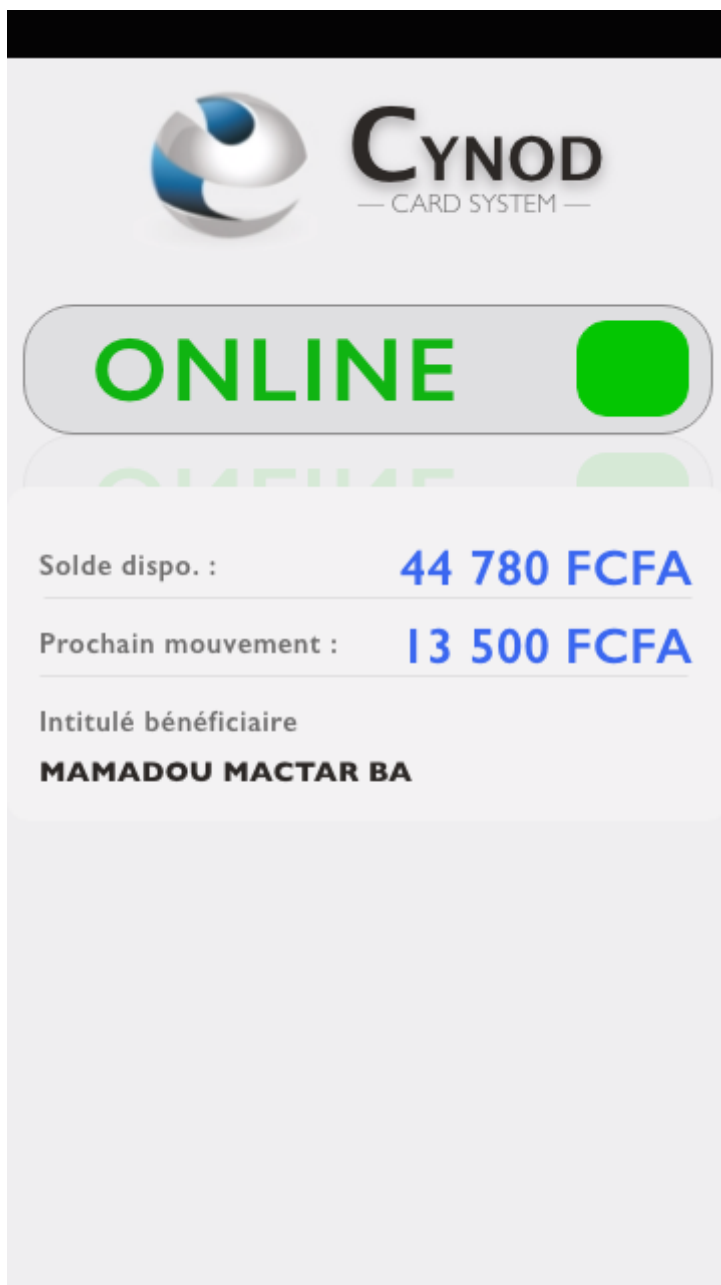 CYNOD
— CARD SYSTEM —
ONLINE
Solde dispo. : 44 780 FCFA
Prochain mouvement : 13 500 FCFA
Intitulé bénéficiaire
MAMADOU MACTAR BA